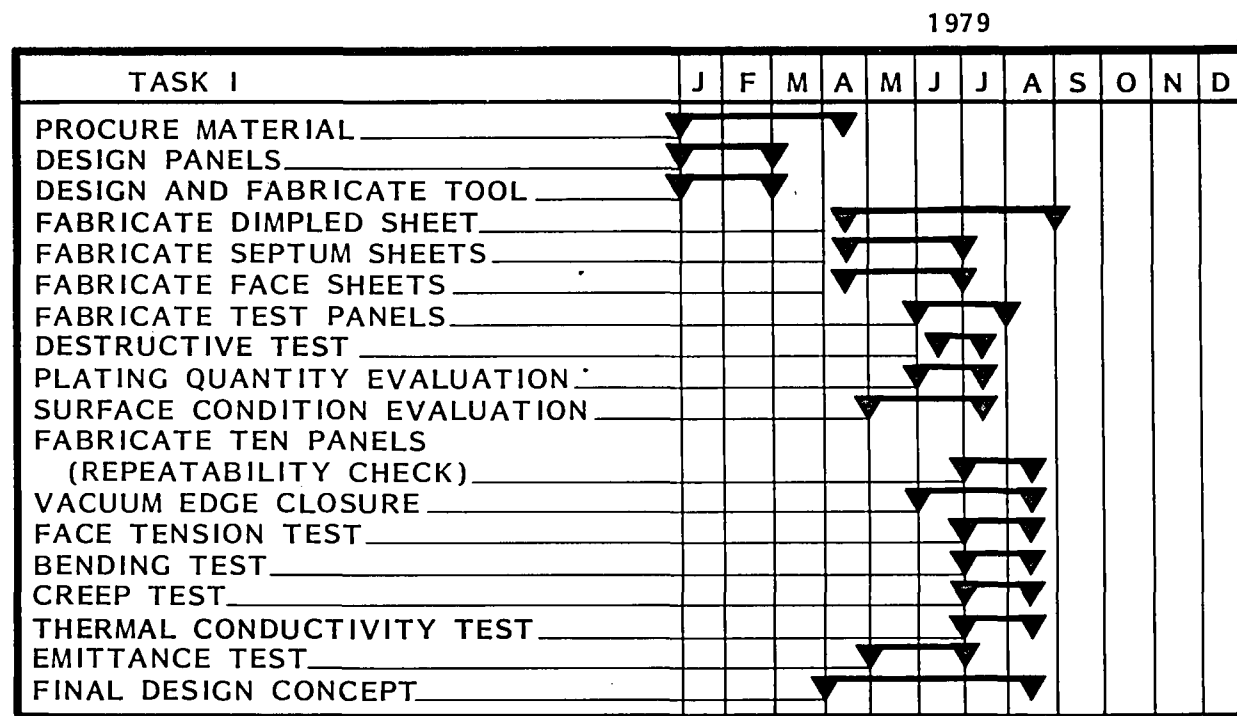 1979
TASK I J F M A M J J A S O N D
PROCURE MATERIAL
DESIGN PANELS
DESIGN AND FABRICATE TOOL
FABRICATE DIMPLED SHEET
FABRICATE SEPTUM SHEETS
FABRICATE FACE SHEETS
FABRICATE TEST PANELS
DESTRUCTIVE TEST
PLATING QUANTITY EVALUATION
SURFACE CONDITION EVALUATION
FABRICATE TEN PANELS
(REPEATABILITY CHECK)
VACUUM EDGE CLOSURE
FACE TENSION TEST
BENDING TEST
CREEP TEST
THERMAL CONDUCTIVITY TEST
EMITTANCE TEST
FINAL DESIGN CONCEPT